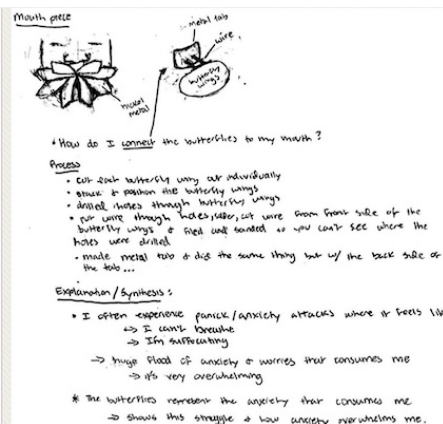 Mouth piece
metal tab
wire
butterfly
wings
nickel
metal
* How do I connect the butterflies to my mouth?
Process
• cut each butterfly wing out individually
• stack & position the butterfly wings
• drilled holes through butterfly wings
• put wire through holes, solder, cut wire from front side of the
butterfly wings & filed and sanded so you can't see where the
holes were drilled
• made metal tab & did the same thing but w/ the back side of
the tab...
Explanation/Synthesis:
• I often experience panick/anxiety attacks where it feels li
↳ I can't breathe
→ I'm suffocating
→ huge flood of anxiety & worries that consumes me
→ it's very overwhelming
* The butterflies represent the anxiety that consumes me
→ shows this struggle & how anxiety overwhelms me.